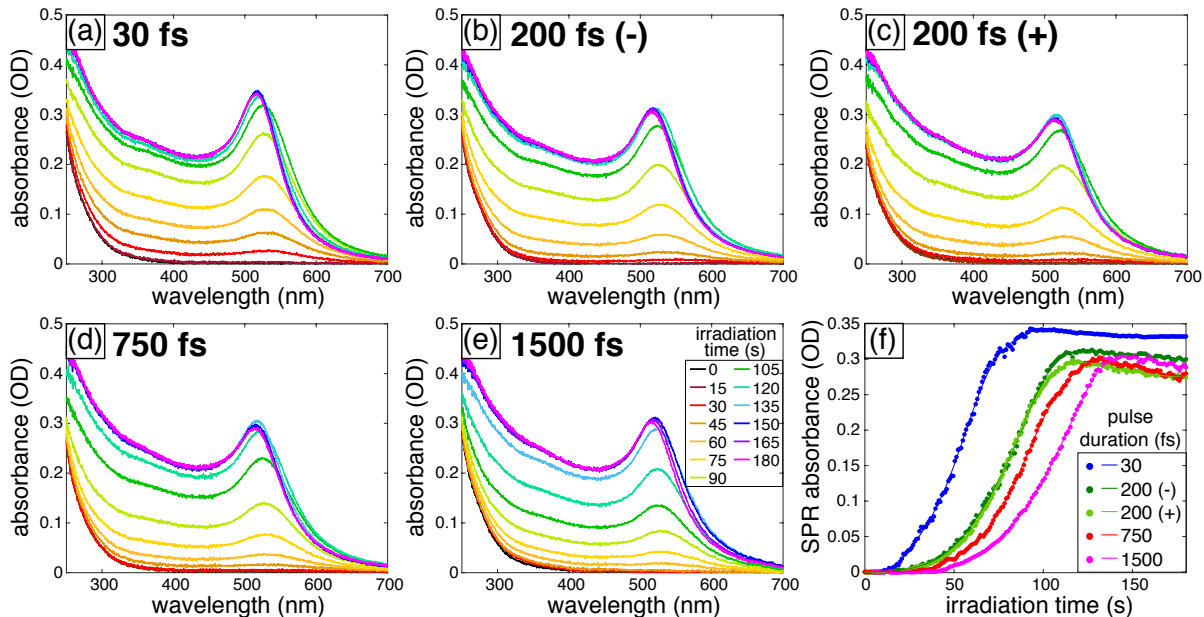 (a) 30 fs
absorbance (OD)
0.5
0.4
0.3
0.2
0.1
0
300 400 500 600 700
wavelength (nm)
(b) 200 fs (-)
absorbance (OD)
0.5
0.4
0.3
0.2
0.1
0
300 400 500 600 700
wavelength (nm)
(c) 200 fs (+)
absorbance (OD)
0.5
0.4
0.3
0.2
0.1
0
300 400 500 600 700
wavelength (nm)
(d) 750 fs
absorbance (OD)
0.5
0.4
0.3
0.2
0.1
0
300 400 500 600 700
wavelength (nm)
(e) 1500 fs
absorbance (OD)
0.5
0.4
0.3
0.2
0.1
0
300 400 500 600 700
wavelength (nm)
irradiation
time (s)
0 105
15 120
30 135
45 150
60 165
75 180
90
(f)
SPR absorbance (OD)
0.35
0.3
0.25
0.2
0.15
0.1
0.05
0
0 50 100 150
irradiation time (s)
pulse
duration (fs)
30
200 (-)
200 (+)
750
1500